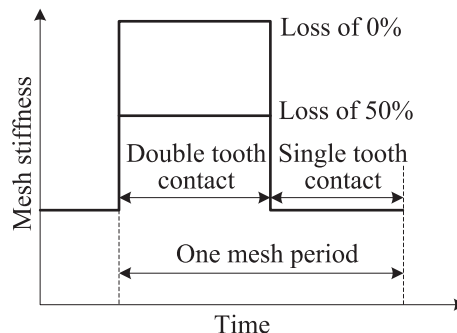 Loss of 0%
Loss of 50%
Mesh stiffness
Double tooth
contact
Single tooth
contact
One mesh period
Time